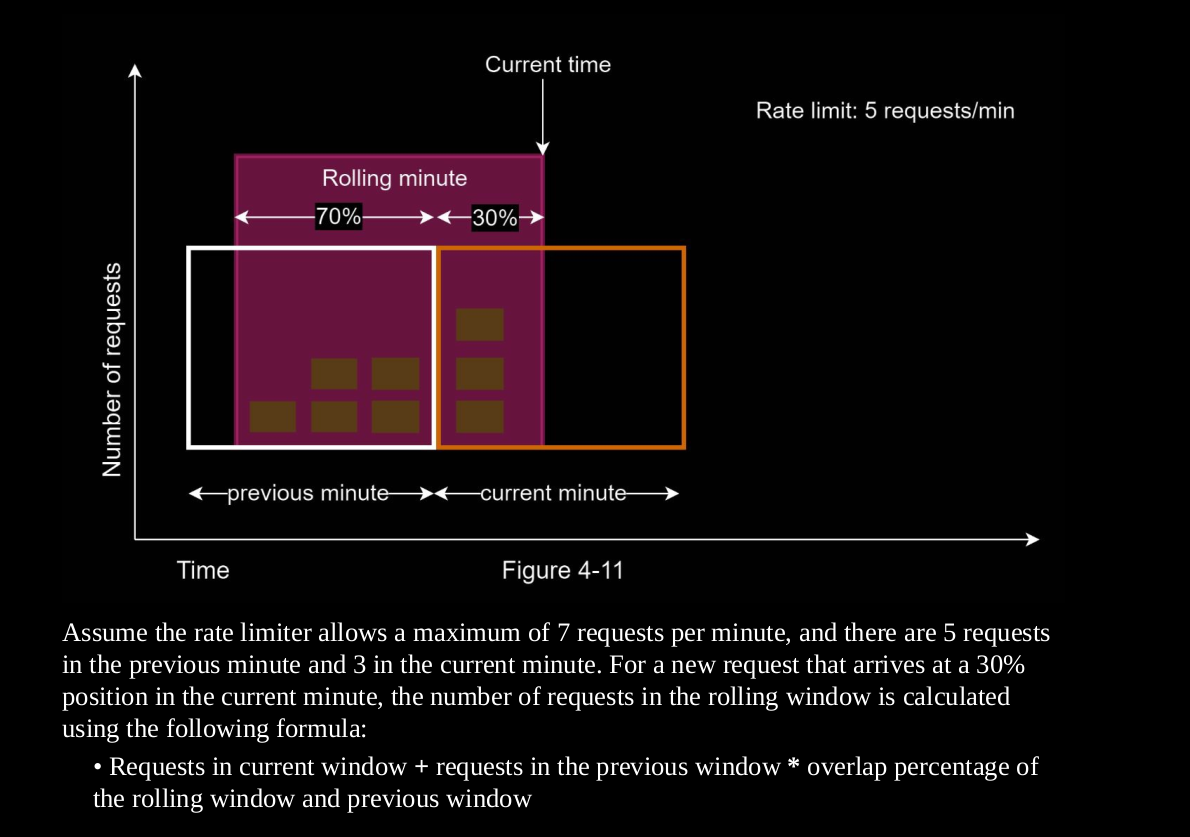 Current time
Rate limit: 5 requests/min
Rolling minute
70%
30%
Number of requests
previous minute
current minute
Time
Figure 4-11
Assume the rate limiter allows a maximum of 7 requests per minute, and there are 5 requests
in the previous minute and 3 in the current minute. For a new request that arrives at a 30%
position in the current minute, the number of requests in the rolling window is calculated
using the following formula:
• Requests in current window + requests in the previous window * overlap percentage of
the rolling window and previous window